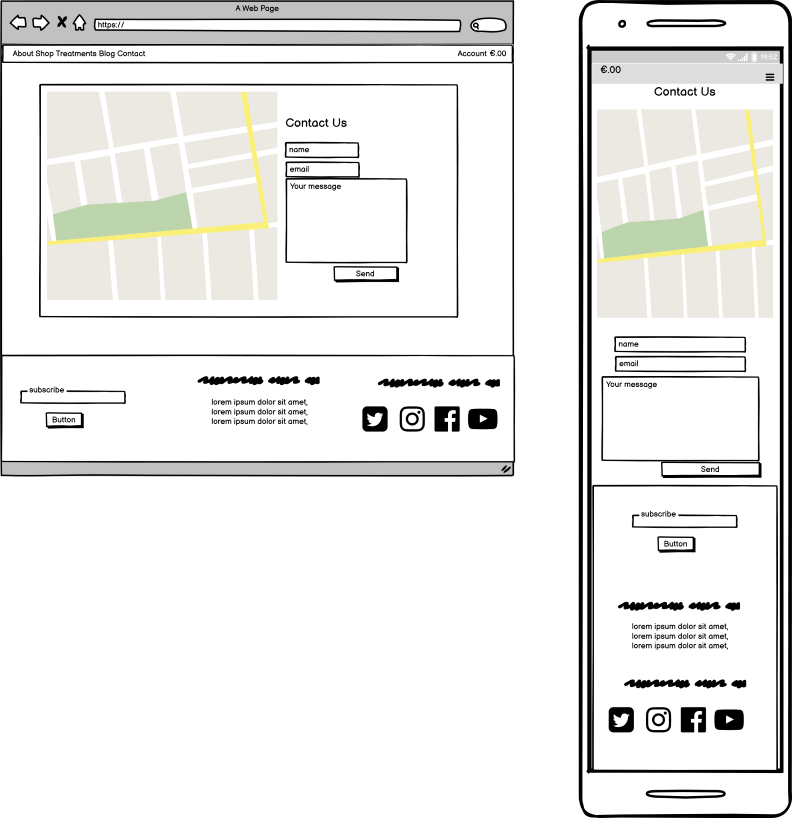 A Web Page
https://
About Shop Treatments Blog Contact
Account €.00
Contact Us
name
email
Your message
Send
subscribe
Button
lorem ipsum dolor sit amet,
lorem ipsum dolor sit amet,
lorem ipsum dolor sit amet,
19:52
€.00
Contact Us
name
email
Your message
Send
subscribe
Button
lorem ipsum dolor sit amet,
lorem ipsum dolor sit amet,
lorem ipsum dolor sit amet,